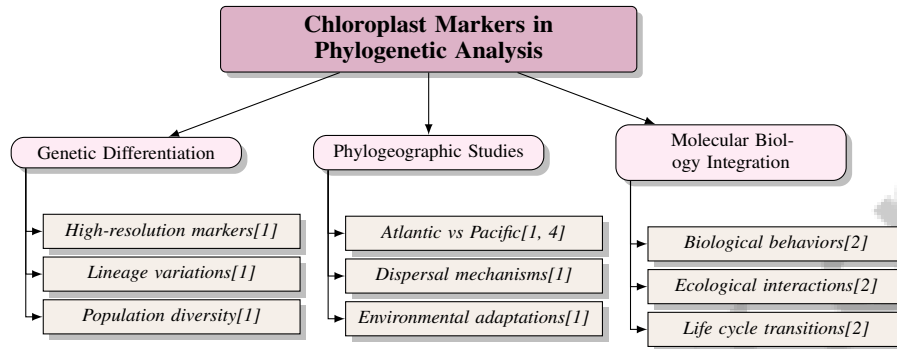 Chloroplast Markers in
Phylogenetic Analysis
Genetic Differentiation
Phylogeographic Studies
Molecular Biol-
ogy Integration
High-resolution markers[1]
Lineage variations[1]
Population diversity[1]
Atlantic vs Pacific[1, 4]
Dispersal mechanisms[1]
Environmental adaptations[1]
Biological behaviors[2]
Ecological interactions[2]
Life cycle transitions[2]